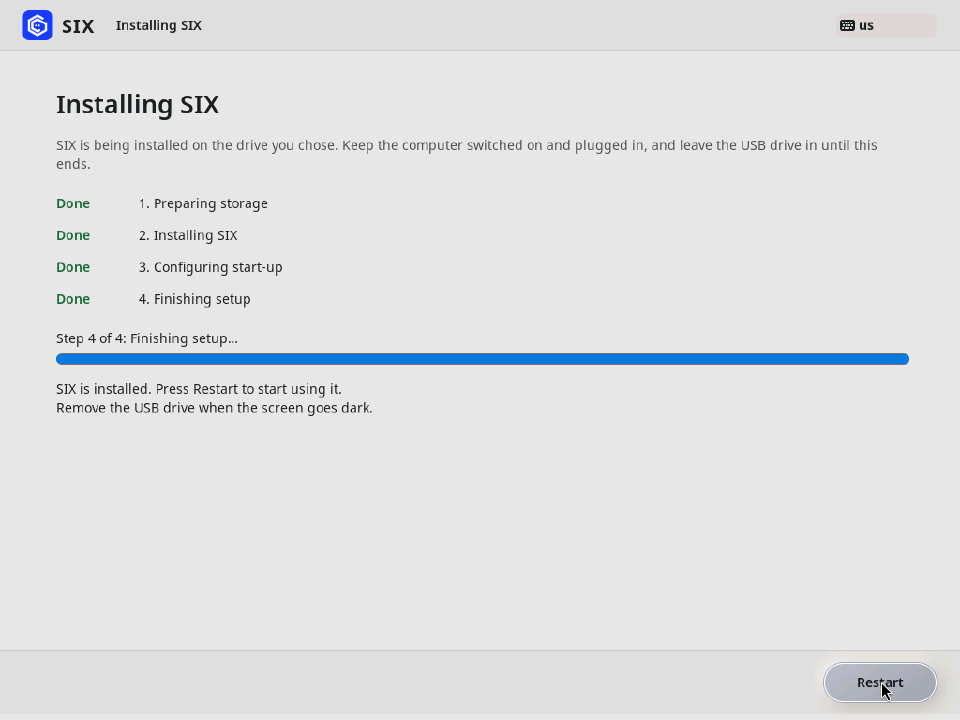 SIX
Installing SIX
us
Installing SIX
SIX is being installed on the drive you chose. Keep the computer switched on and plugged in, and leave the USB drive in until this
ends.
Done 1. Preparing storage
Done 2. Installing SIX
Done 3. Configuring start-up
Done 4. Finishing setup
Step 4 of 4: Finishing setup...
SIX is installed. Press Restart to start using it.
Remove the USB drive when the screen goes dark.
Restart